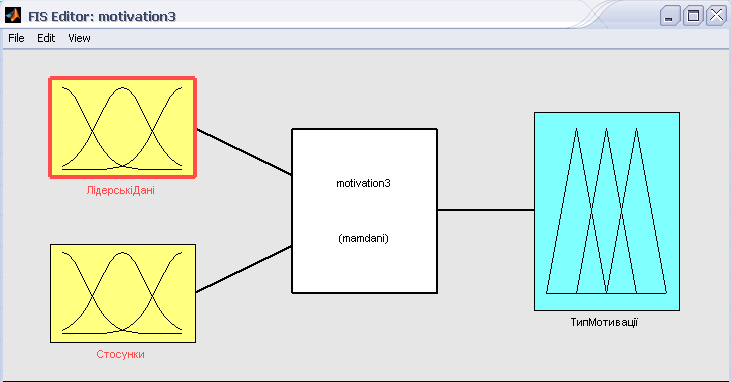 FIS Editor: motivation3
File Edit View
ЛідерськіДані
motivation3
(mamdani)
Стосунки
ТипМотивації